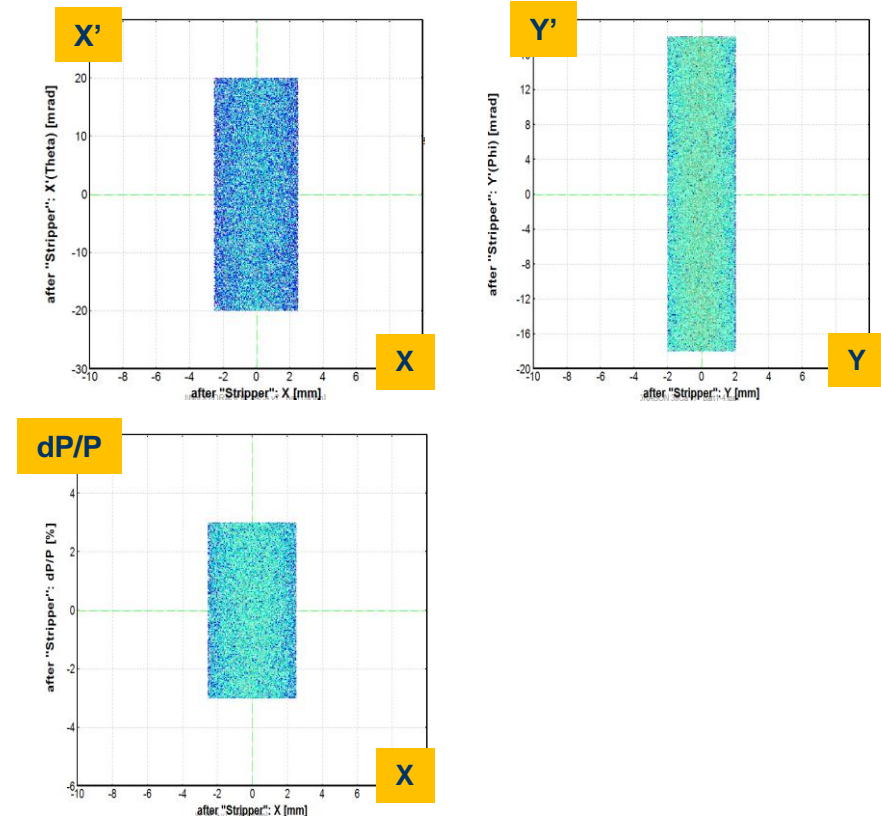 X'
after "Stripper": X'(Theta) [mrad]
20
10
0
-10
-20
-30
-10 -8 -6 -4 -2 0 2 4 6
X
after "Stripper": X [mm]
Y'
after "Stripper": Y'(Phi) [mrad]
12
8
4
0
-4
-8
-12
-16
-20
-10 -8 -6 -4 -2 0 2 4 6
Y
after "Stripper": Y [mm]
dP/P
after "Stripper": dP/P [%]
4
2
0
-2
-4
-6
-10 -8 -6 -4 -2 0 2 4 6
X
after "Stripper": X [mm]